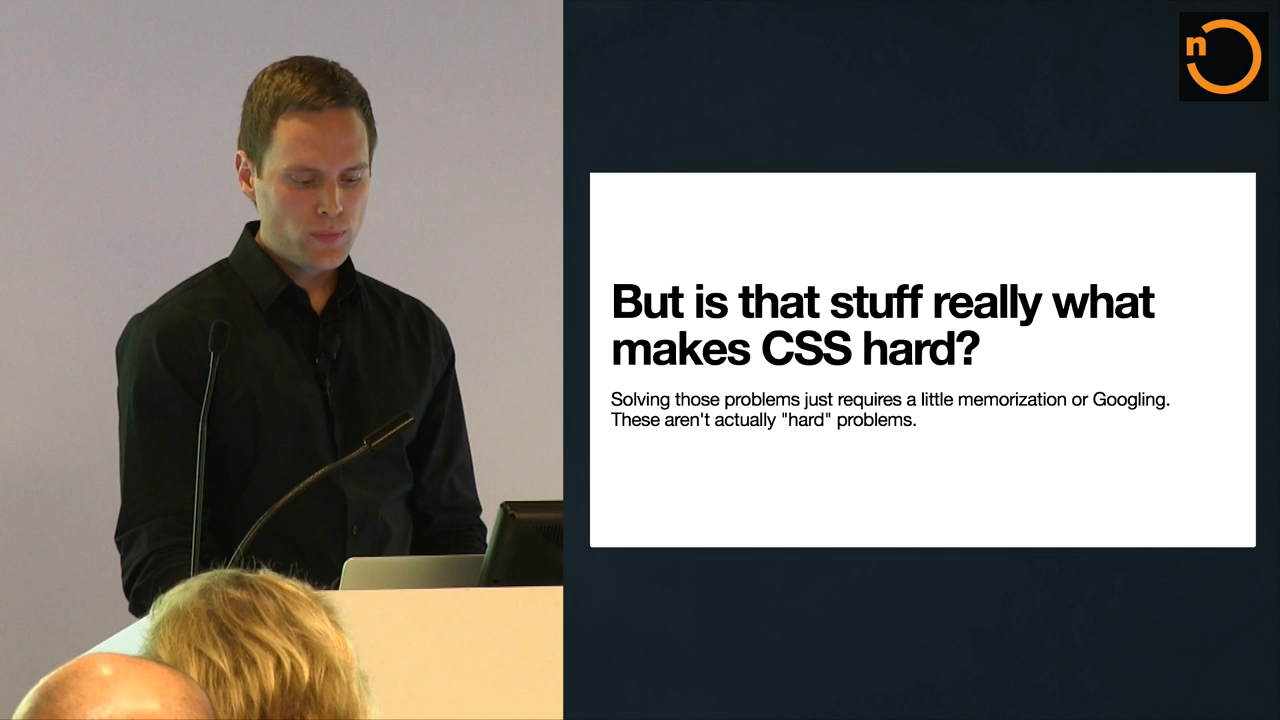 n
But is that stuff really what
makes CSS hard?
Solving those problems just requires a little memorization or Googling.
These aren't actually "hard" problems.